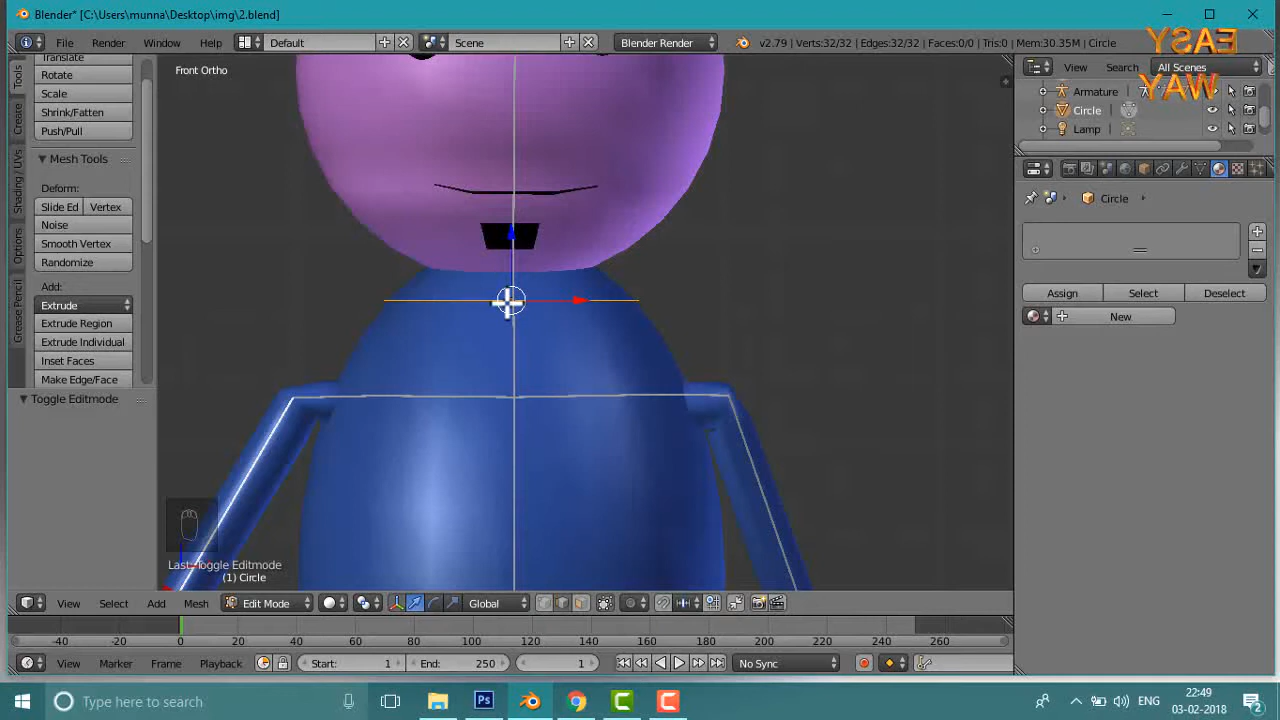 Blender* [C:\Users\munna\Desktop\img\2.blend]
File Render Window Help Default Scene Blender Render v2.79 | Verts:32/32 | Edges:32/32 | Faces:0/0 | Tris:0 | Mem:30.35M | Circle
EASY
WAY
Translate
Rotate
Scale
Shrink/Fatten
Push/Pull
Mesh Tools
Deform:
Slide Ed Vertex
Noise
Smooth Vertex
Randomize
Add:
Extrude
Extrude Region
Extrude Individual
Inset Faces
Make Edge/Face
Toggle Editmode
Tools
Create
Shading / UVs
Options
Grease Pencil
Front Ortho
Last: Toggle Editmode
(1) Circle
View Search All Scenes
Armature
Circle
Lamp
Circle
Assign Select Deselect
New
View Select Add Mesh Edit Mode Global
-40 -20 0 20 40 60 80 100 120 140 160 180 200 220 240 260
View Marker Frame Playback Start: 1 End: 250 1 No Sync
Type here to search
ENG
22:49
03-02-2018
2